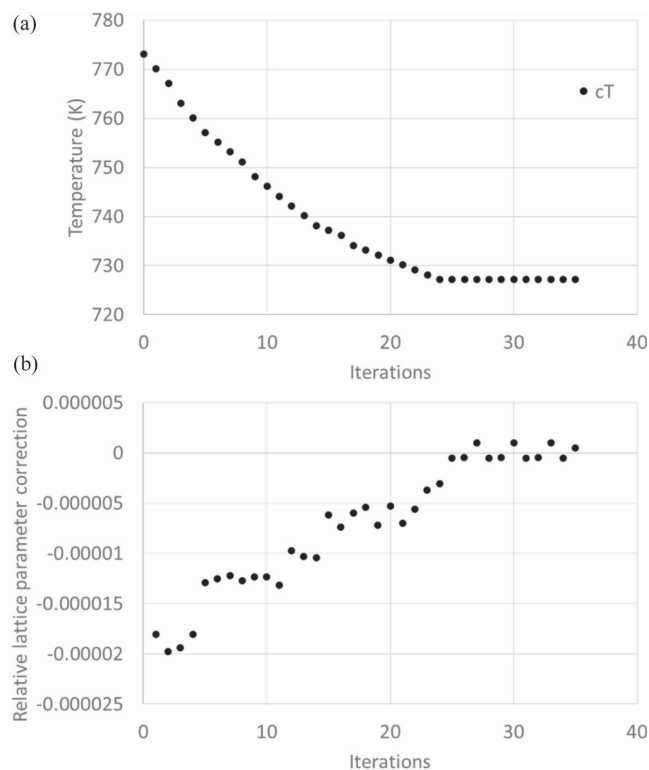 (a)
780
770
760
750
740
730
720
Temperature (K)
cT
0 10 20 30 40
Iterations
(b)
0.000005
0
-0.000005
-0.00001
-0.000015
-0.00002
-0.000025
Relative lattice parameter correction
0 10 20 30 40
Iterations